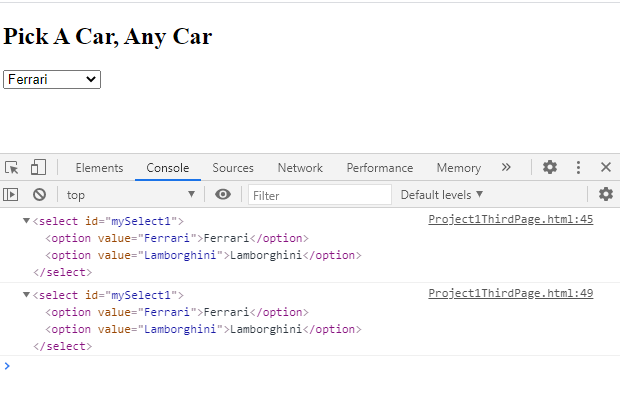 Pick A Car, Any Car
Ferrari
Elements Console Sources Network Performance Memory »
top Filter Default levels
<select id="mySelect1"> Project1ThirdPage.html:45
<option value="Ferrari">Ferrari</option>
<option value="Lamborghini">Lamborghini</option>
</select>
<select id="mySelect1"> Project1ThirdPage.html:49
<option value="Ferrari">Ferrari</option>
<option value="Lamborghini">Lamborghini</option>
</select>